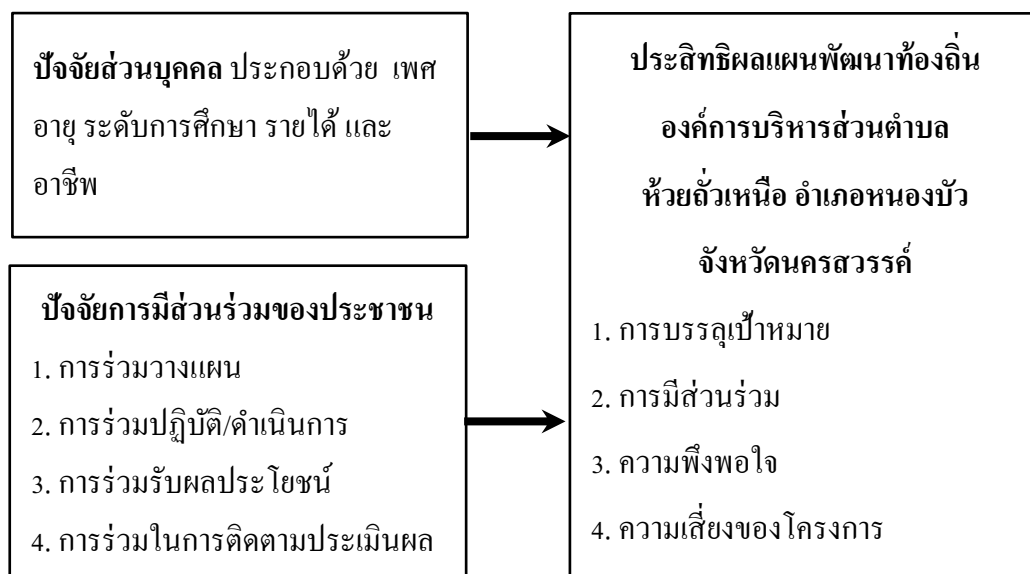 ปัจจัยส่วนบุคคล ประกอบด้วย เพศ
อายุ ระดับการศึกษา รายได้ และ
อาชีพ
ปัจจัยการมีส่วนร่วมของประชาชน
1. การร่วมวางแผน
2. การร่วมปฏิบัติ/ดำเนินการ
3. การร่วมรับผลประโยชน์
4. การร่วมในการติดตามประเมินผล
ประสิทธิผลแผนพัฒนาท้องถิ่น
องค์การบริหารส่วนตำบล
ห้วยถั่วเหนือ อำเภอหนองบัว
จังหวัดนครสวรรค์
1. การบรรลุเป้าหมาย
2. การมีส่วนร่วม
3. ความพึงพอใจ
4. ความเสี่ยงของโครงการ